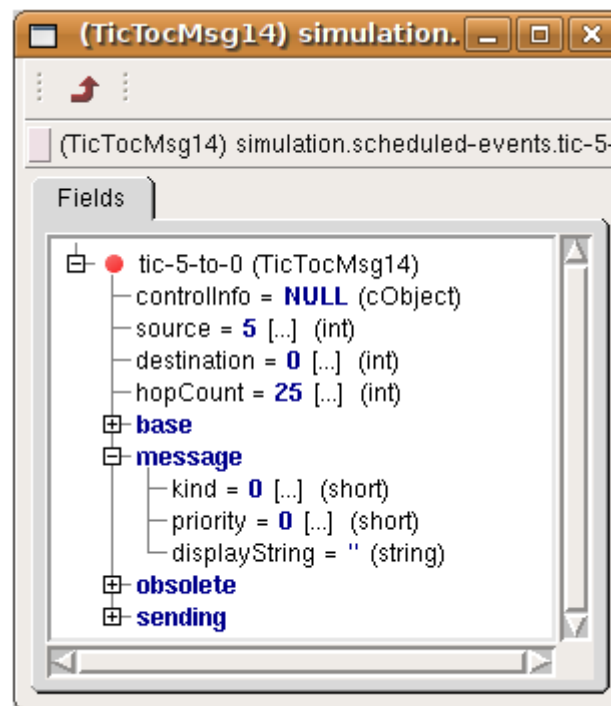 (TicTocMsg14) simulation.
(TicTocMsg14) simulation.scheduled-events.tic-5-
Fields
tic-5-to-0 (TicTocMsg14)
controlInfo = NULL (cObject)
source = 5 [...] (int)
destination = 0 [...] (int)
hopCount = 25 [...] (int)
base
message
kind = 0 [...] (short)
priority = 0 [...] (short)
displayString = '' (string)
obsolete
sending